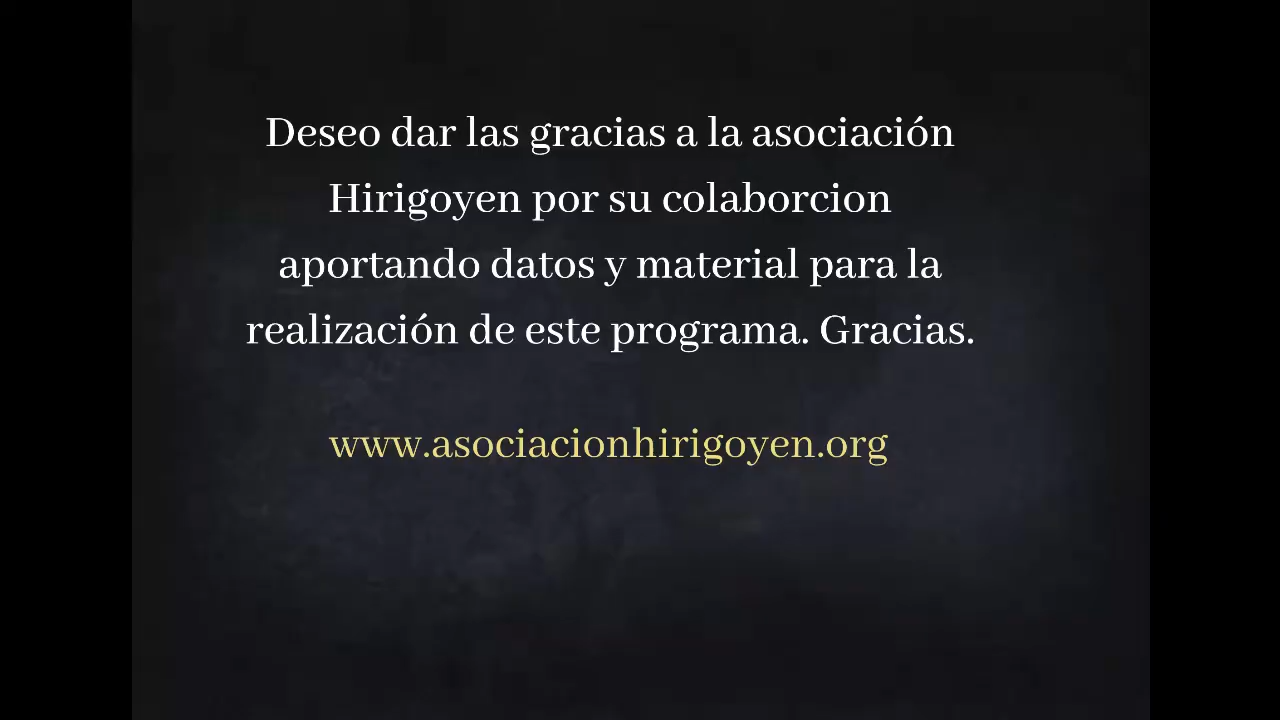 Deseo dar las gracias a la asociación
Hirigoyen por su colaborcion
aportando datos y material para la
realización de este programa. Gracias.
www.asociacionhirigoyen.org